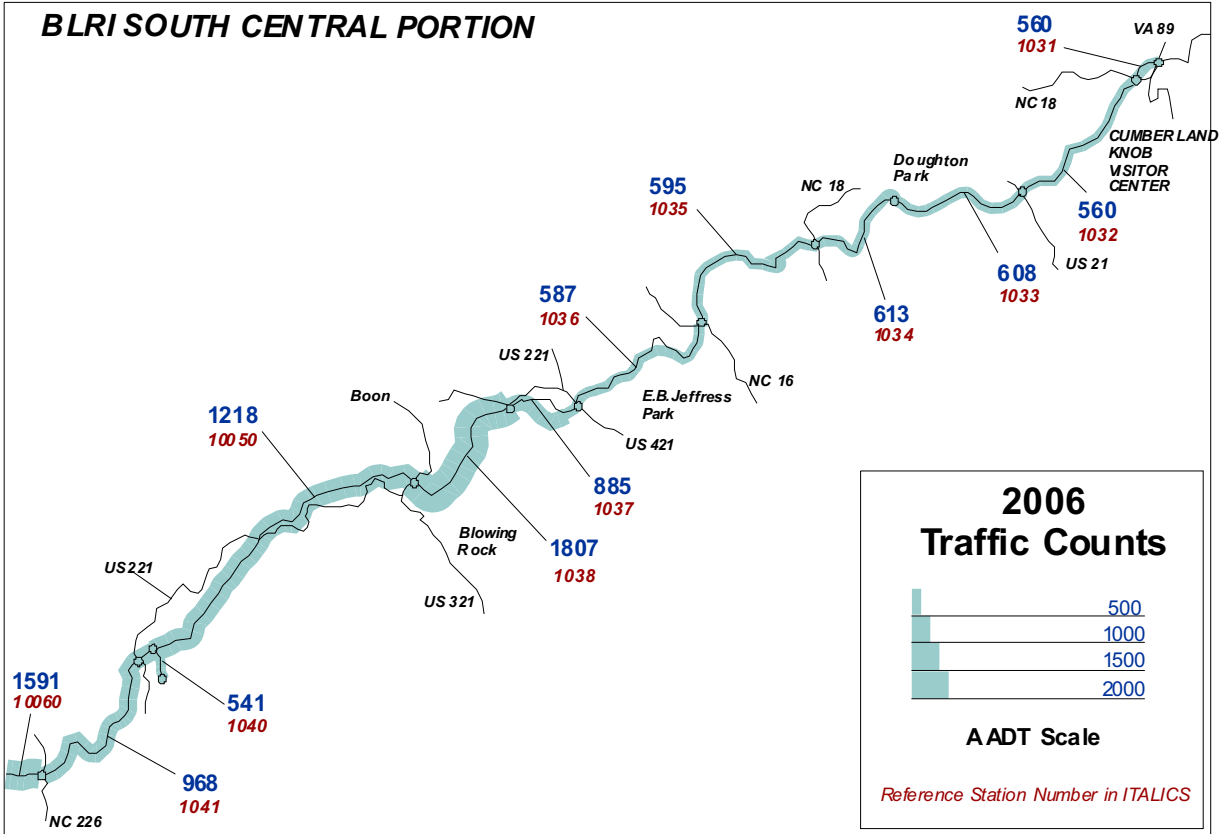 BLRI SOUTH CENTRAL PORTION
560
1031
VA 89
NC 18
CUMBERLAND
KNOB
VISITOR
CENTER
Doughton
Park
NC 18
595
1035
560
1032
US 21
608
1033
613
1034
587
1036
US 221
NC 16
E.B. Jeffress
Park
Boon
US 421
1218
10050
885
1037
Blowing
Rock
1807
1038
US 221
US 321
1591
10060
541
1040
968
1041
NC 226
2006
Traffic Counts
500
1000
1500
2000
AADT Scale
Reference Station Number in ITALICS